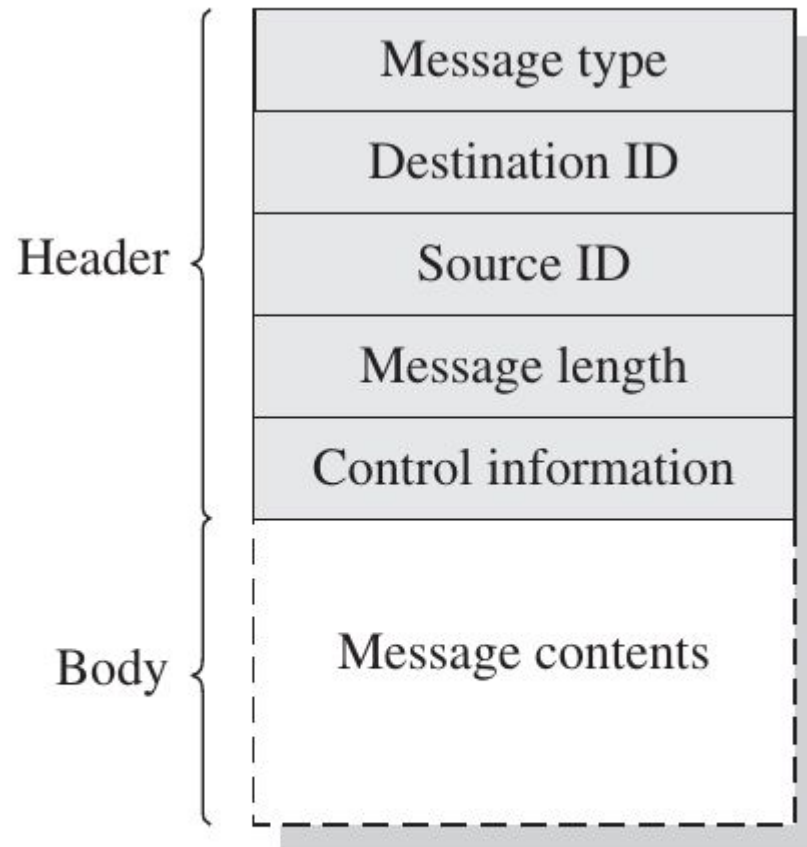 Header
Message type
Destination ID
Source ID
Message length
Control information
Body
Message contents